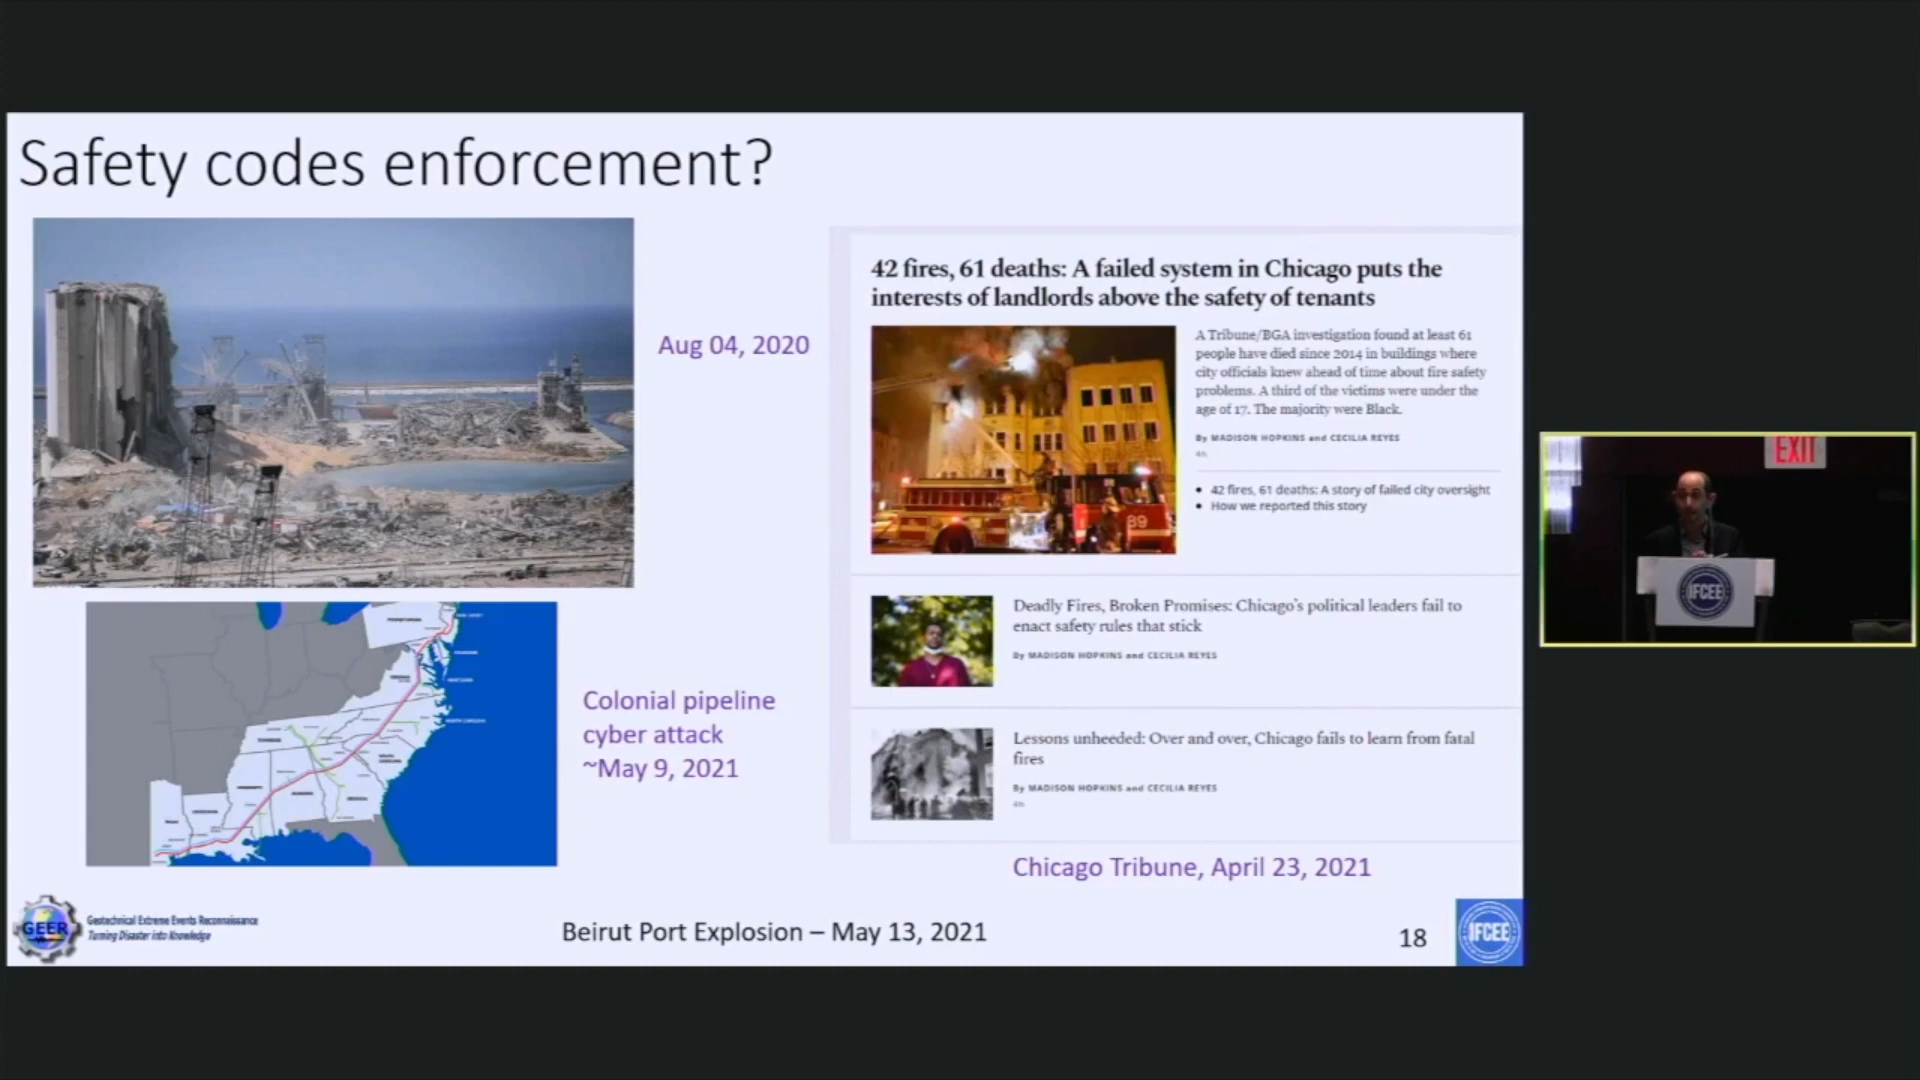 Safety codes enforcement?
Aug 04, 2020
42 fires, 61 deaths: A failed system in Chicago puts the
interests of landlords above the safety of tenants
A Tribune/BGA investigation found at least 61
people have died since 2014 in buildings where
city officials knew ahead of time about fire safety
problems. A third of the victims were under the
age of 17. The majority were Black.
By MADISON HOPKINS and CECILIA REYES
4h
• 42 fires, 61 deaths: A story of failed city oversight
• How we reported this story
89
Deadly Fires, Broken Promises: Chicago's political leaders fail to
enact safety rules that stick
By MADISON HOPKINS and CECILIA REYES
Lessons unheeded: Over and over, Chicago fails to learn from fatal
fires
By MADISON HOPKINS and CECILIA REYES
4h
Chicago Tribune, April 23, 2021
Colonial pipeline
cyber attack
~May 9, 2021
GEER
Geotechnical Extreme Events Reconnaissance
Turning Disaster into Knowledge
Beirut Port Explosion – May 13, 2021
18
IFCEE
EXIT
IFCEE